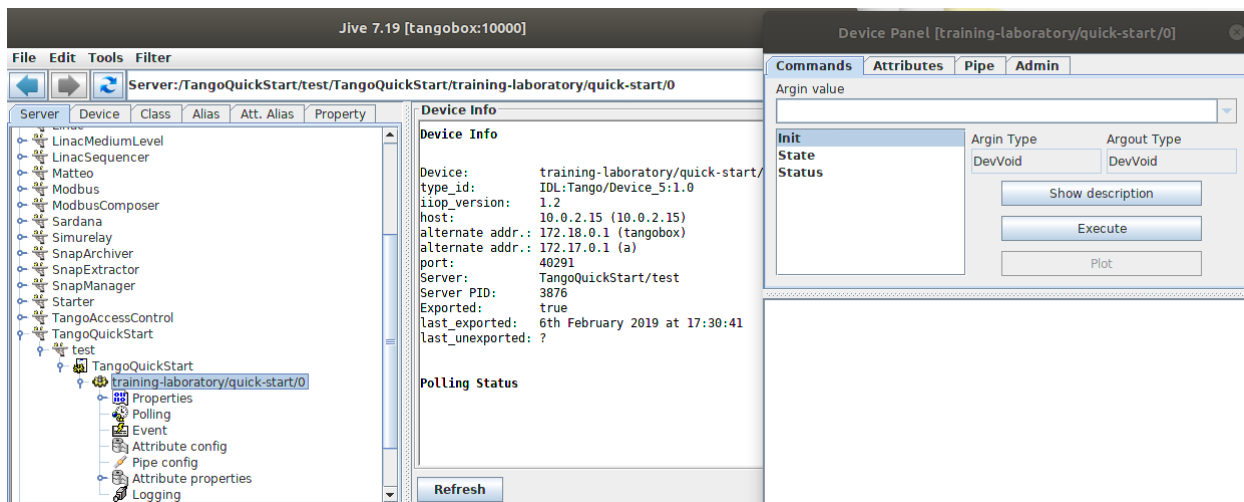 Jive 7.19 [tangobox:10000]
File Edit Tools Filter
Server:/TangoQuickStart/test/TangoQuickStart/training-laboratory/quick-start/0
Server Device Class Alias Att. Alias Property
LinacMediumLevel
LinacSequencer
Matteo
Modbus
ModbusComposer
Sardana
Simurelay
SnapArchiver
SnapExtractor
SnapManager
Starter
TangoAccessControl
TangoQuickStart
test
TangoQuickStart
training-laboratory/quick-start/0
Properties
Polling
Event
Attribute config
Pipe config
Attribute properties
Logging
Device Info
Device Info
Device: training-laboratory/quick-start/
type_id: IDL:Tango/Device_5:1.0
iiop_version: 1.2
host: 10.0.2.15 (10.0.2.15)
alternate addr.: 172.18.0.1 (tangobox)
alternate addr.: 172.17.0.1 (a)
port: 40291
Server: TangoQuickStart/test
Server PID: 3876
Exported: true
last_exported: 6th February 2019 at 17:30:41
last_unexported: ?
Polling Status
Refresh
Device Panel [training-laboratory/quick-start/0]
Commands Attributes Pipe Admin
Argin value
Init
State
Status
Argin Type Argout Type
DevVoid DevVoid
Show description
Execute
Plot